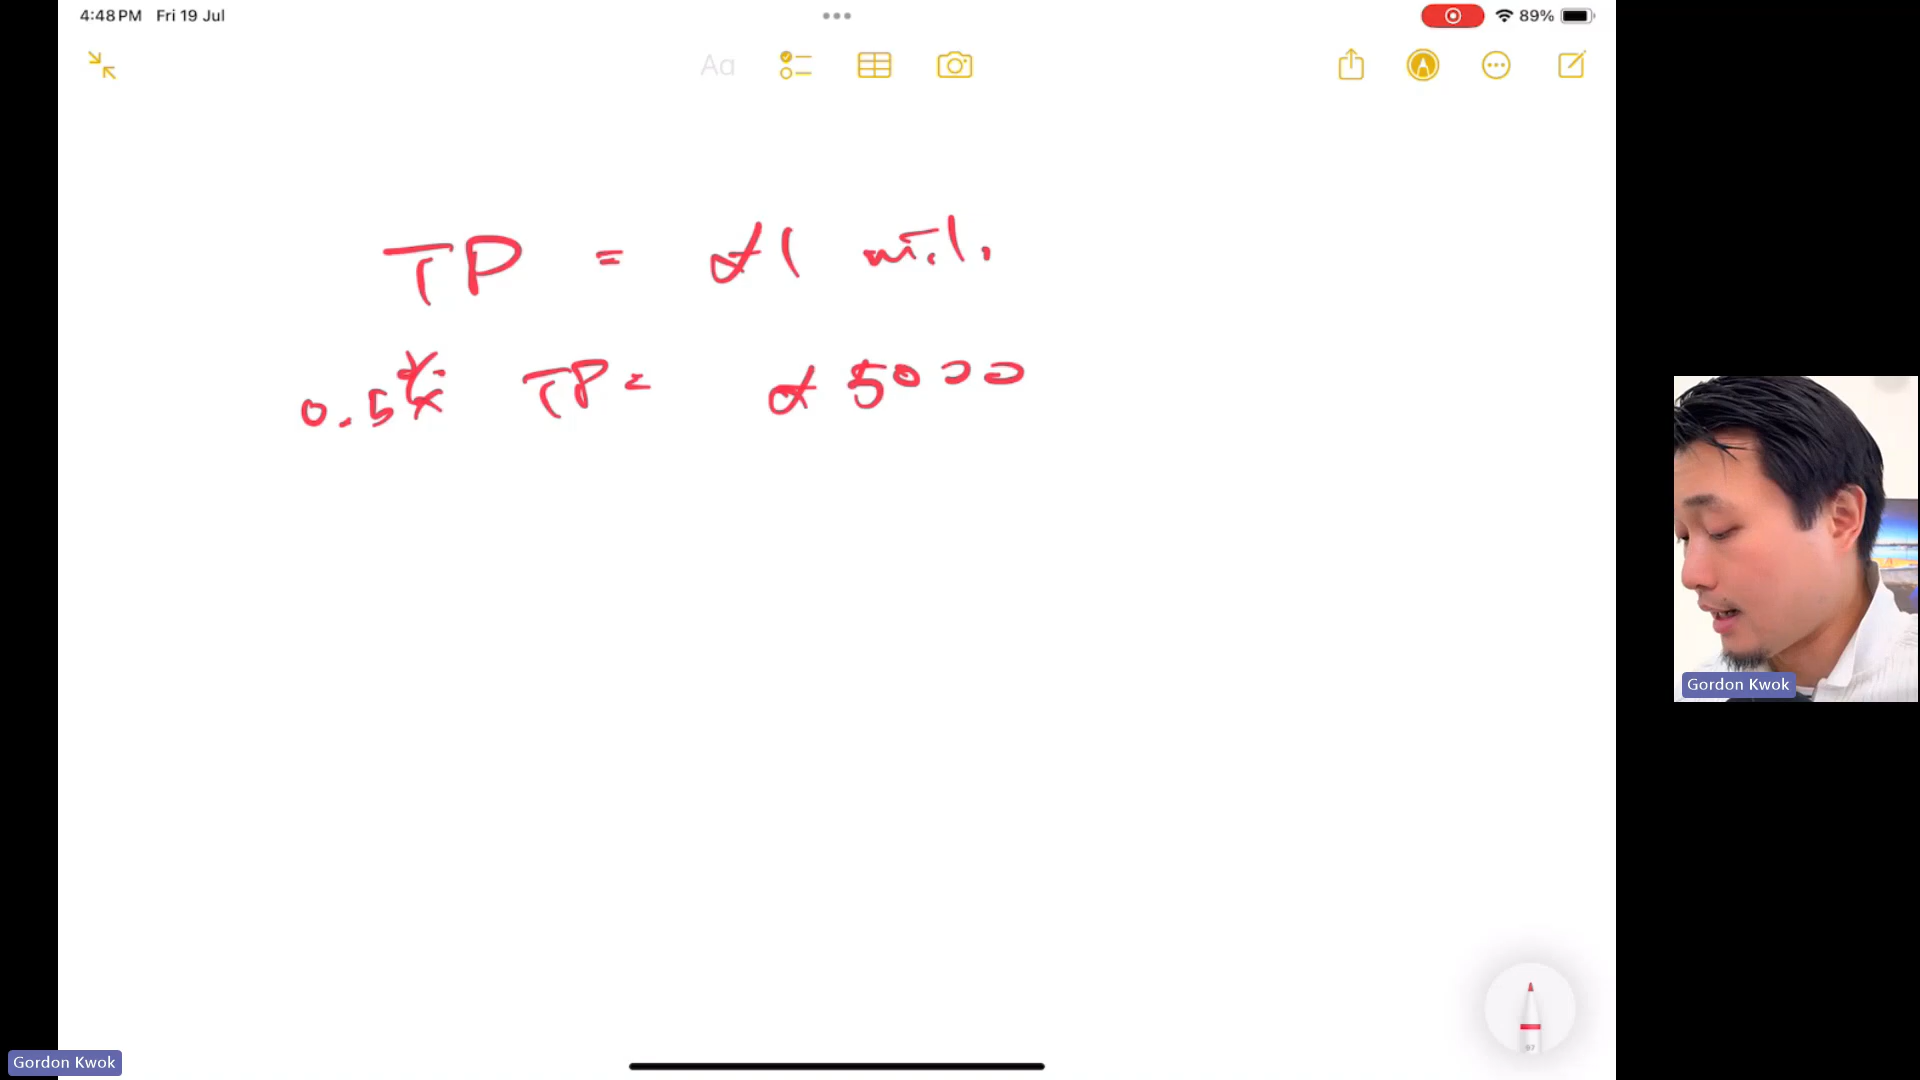 4:48 PM Fri 19 Jul
89%
Aa
TP = $1 mil.
0.5% TP = $5000
97
Gordon Kwok
Gordon Kwok